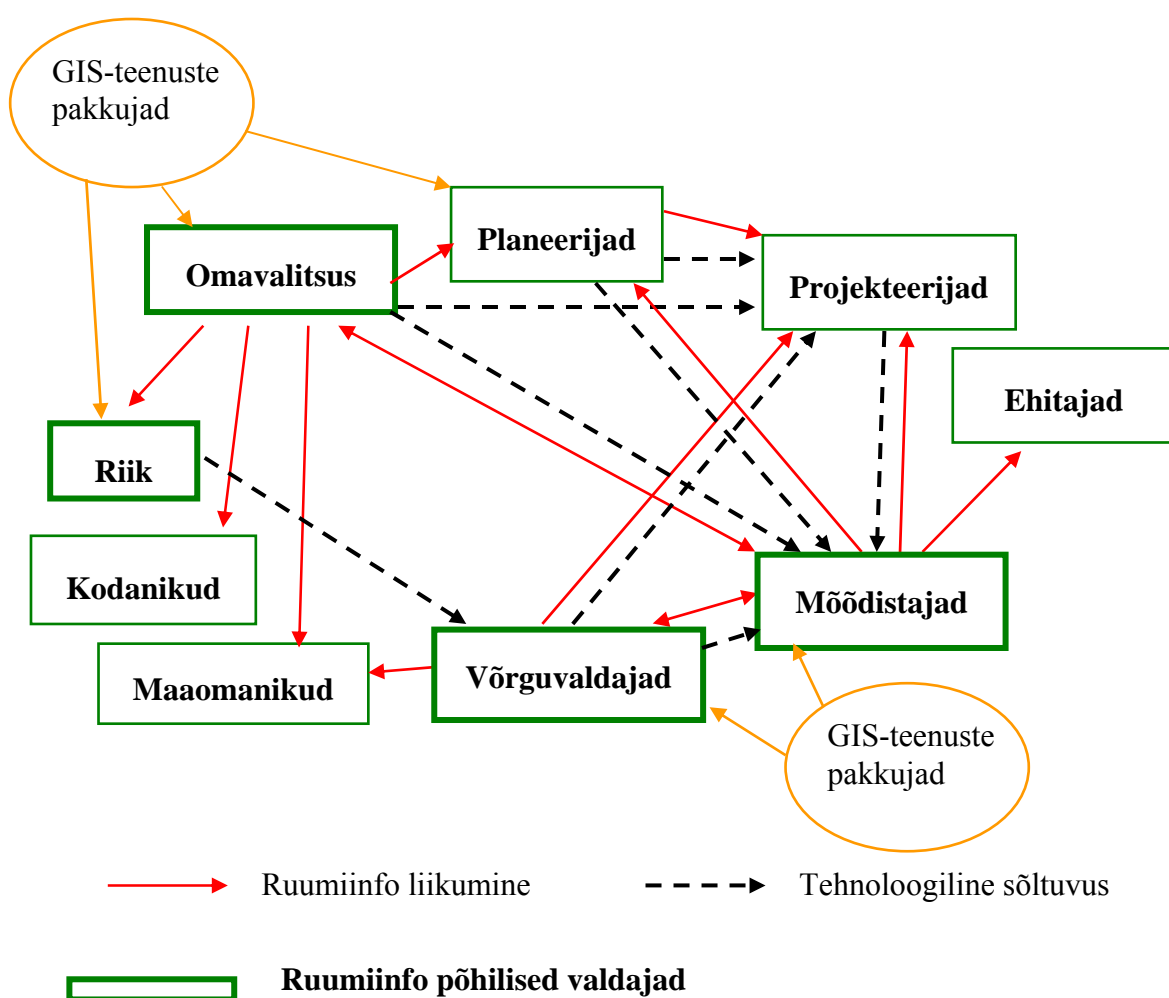 GIS-teenuste
pakkujad
Planeerijad
Omavalitsus
Projekteerijad
Ehitajad
Riik
Kodanikud
Mõõdistajad
Maaomanikud
Võrguvaldajad
GIS-teenuste
pakkujad
Ruumiinfo liikumine
Tehnoloogiline sõltuvus
Ruumiinfo põhilised valdajad